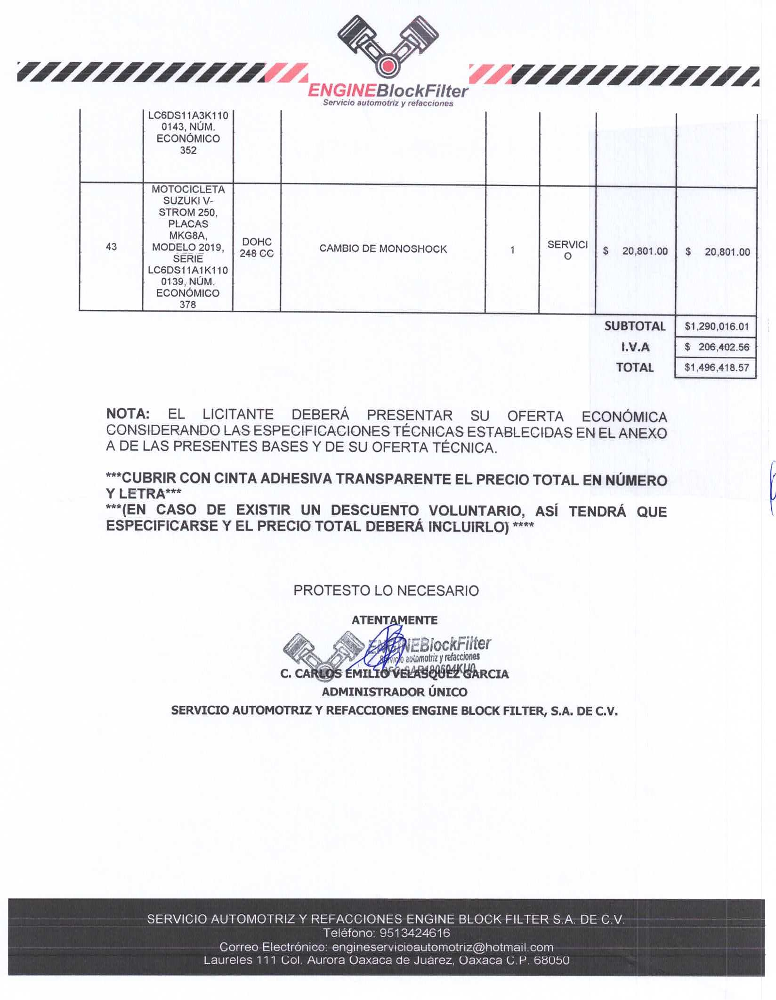 ENGINEBlockFilter
Servicio automotriz y refacciones
LC6DS11A3K110
0143, NÚM.
ECONÓMICO
352
MOTOCICLETA
SUZUKI V-
STROM 250,
PLACAS
MKG8A,
MODELO 2019,
SERIE
LC6DS11A1K110
0139, NÚM.
ECONÓMICO
378
43
DOHC
248 CC
CAMBIO DE MONOSHOCK
1
SERVICI
O
$ 20,801.00
$ 20,801.00
SUBTOTAL $1,290,016.01
I.V.A $ 206,402.56
TOTAL $1,496,418.57
NOTA: EL LICITANTE DEBERÁ PRESENTAR SU OFERTA ECONÓMICA
CONSIDERANDO LAS ESPECIFICACIONES TÉCNICAS ESTABLECIDAS EN EL ANEXO
A DE LAS PRESENTES BASES Y DE SU OFERTA TÉCNICA.
***CUBRIR CON CINTA ADHESIVA TRANSPARENTE EL PRECIO TOTAL EN NÚMERO
Y LETRA***
***(EN CASO DE EXISTIR UN DESCUENTO VOLUNTARIO, ASÍ TENDRÁ QUE
ESPECIFICARSE Y EL PRECIO TOTAL DEBERÁ INCLUIRLO) ****
PROTESTO LO NECESARIO
ATENTAMENTE
ENGINEBlockFilter
Servicio automotriz y refacciones
C. CARLOS EMILIO VELASQUEZ GARCIA
ADMINISTRADOR ÚNICO
SERVICIO AUTOMOTRIZ Y REFACCIONES ENGINE BLOCK FILTER, S.A. DE C.V.
SERVICIO AUTOMOTRIZ Y REFACCIONES ENGINE BLOCK FILTER S.A. DE C.V.
Teléfono: 9513424616
Correo Electrónico: engineservicioautomotriz@hotmail.com
Laureles 111 Col. Aurora Oaxaca de Juárez, Oaxaca C.P. 68050